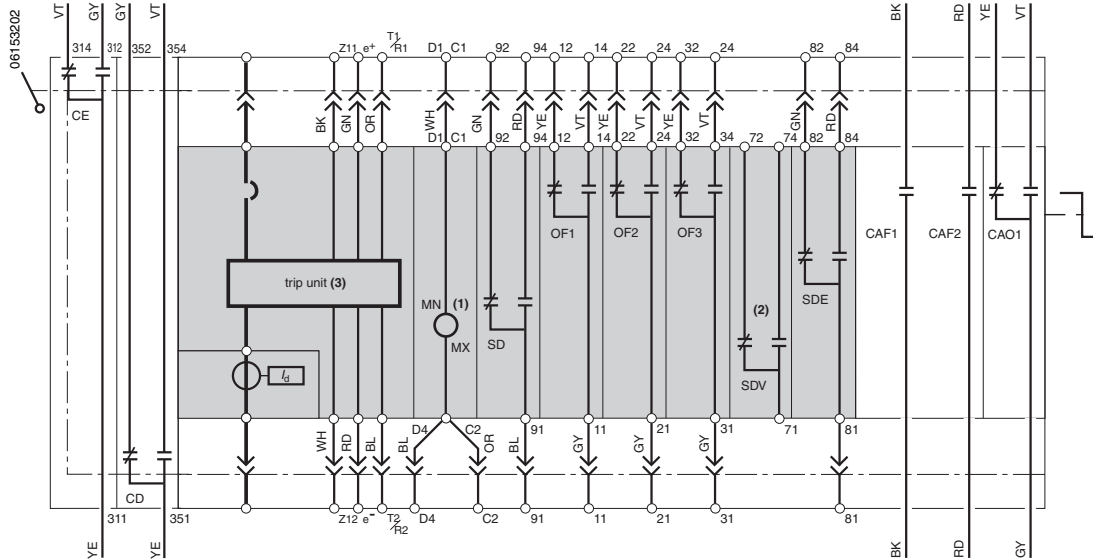 06153202
VT GY GY VT BK RD YE VT
314 312 352 354 Z11 e+ T1/R1 D1 C1 92 94 12 14 22 24 32 24 82 84
CE
BK GN OR WH GN RD YE VT YE VT YE VT GN RD
D1 C1 92 94 12 14 22 24 32 34 72 74 82 84
OF1 OF2 OF3 CAF1 CAF2 CAO1
trip unit (3)
MN (1)
SDE
(2)
SD
MX
Id
SDV
D4 C2 91 11 21 31 71 81
WH RD BL BL OR BL GY GY GY
CD
311 351 Z12 e- T2/R2 D4 C2 91 11 21 31 81
YE YE BK RD GY